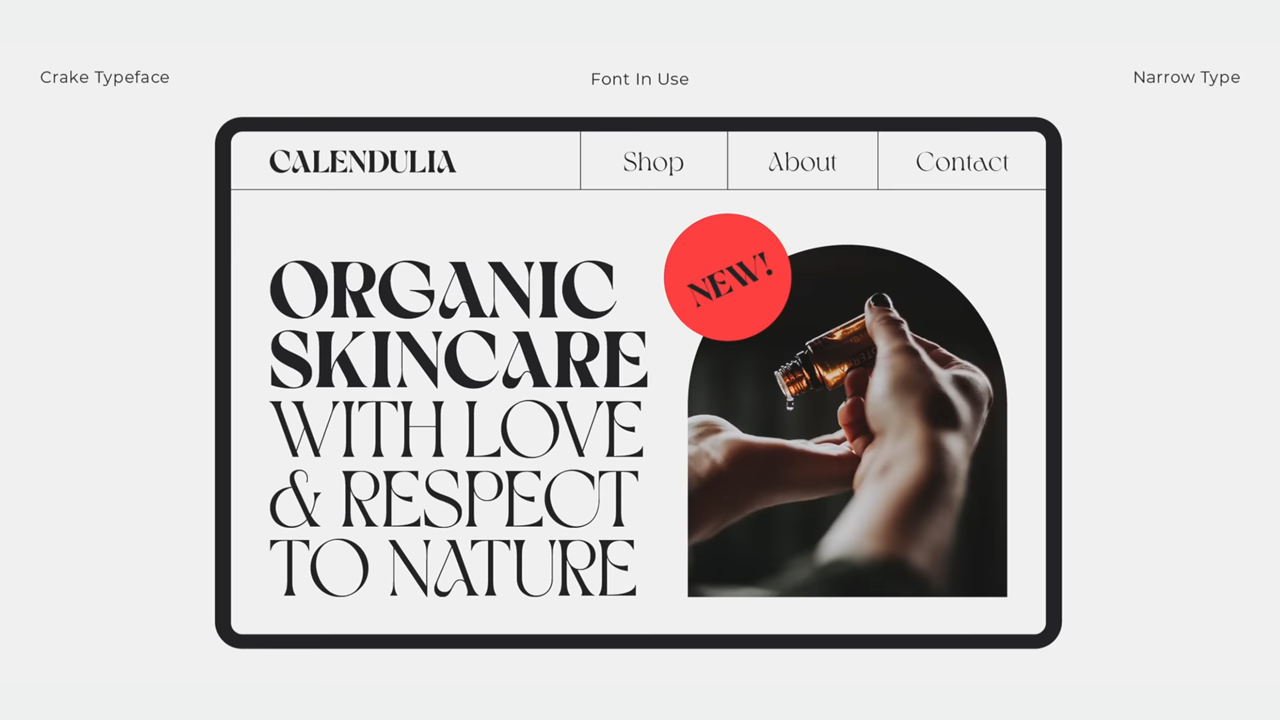 Crake Typeface
Font In Use
Narrow Type
CALENDULIA
Shop
About
Contact
NEW!
ORGANIC
SKINCARE
WITH LOVE
& RESPECT
TO NATURE